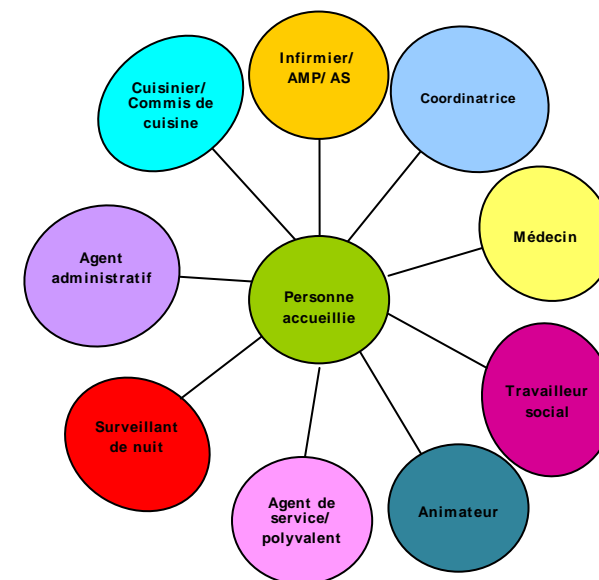 Infirmier/
AMP/ AS
Cuisinier/
Commis de
cuisine
Coordinatrice
Médecin
Agent
administratif
Personne
accueillie
Travailleur
social
Surveillant
de nuit
Agent de
service/
polyvalent
Animateur